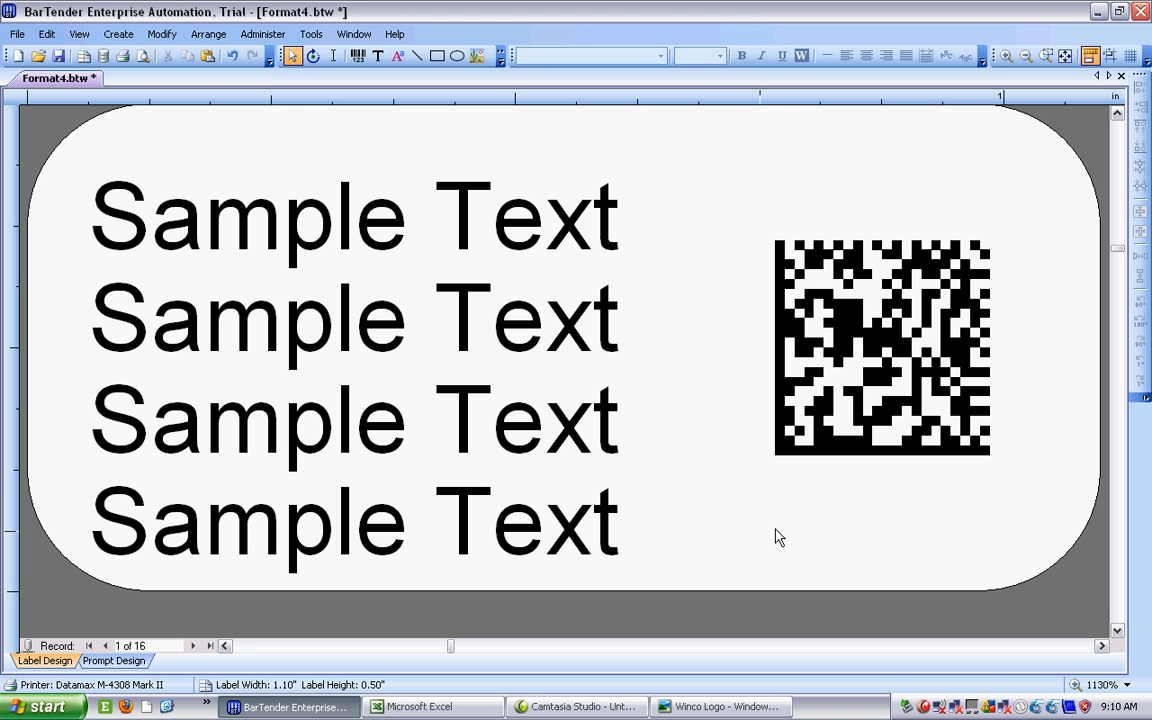 BarTender Enterprise Automation, Trial - [Format4.btw *]
File Edit View Create Modify Arrange Administer Tools Window Help
Format4.btw *
1 in
Sample Text
Sample Text
Sample Text
Sample Text
Record: 1 of 16
Label Design Prompt Design
Printer: Datamax M-4308 Mark II Label Width: 1.10" Label Height: 0.50" 1130%
start BarTender Enterprise... Microsoft Excel Camtasia Studio - Unt... Winco Logo - Window... 9:10 AM